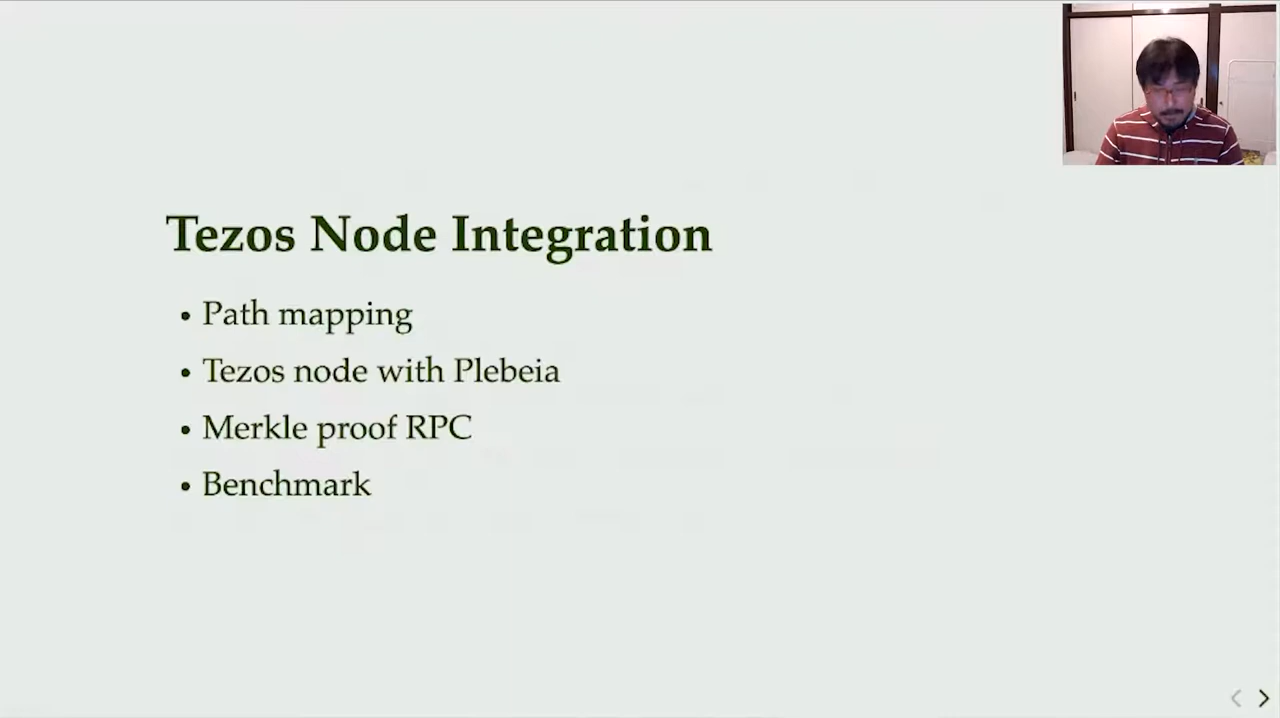 Tezos Node Integration
• Path mapping
• Tezos node with Plebeia
• Merkle proof RPC
• Benchmark